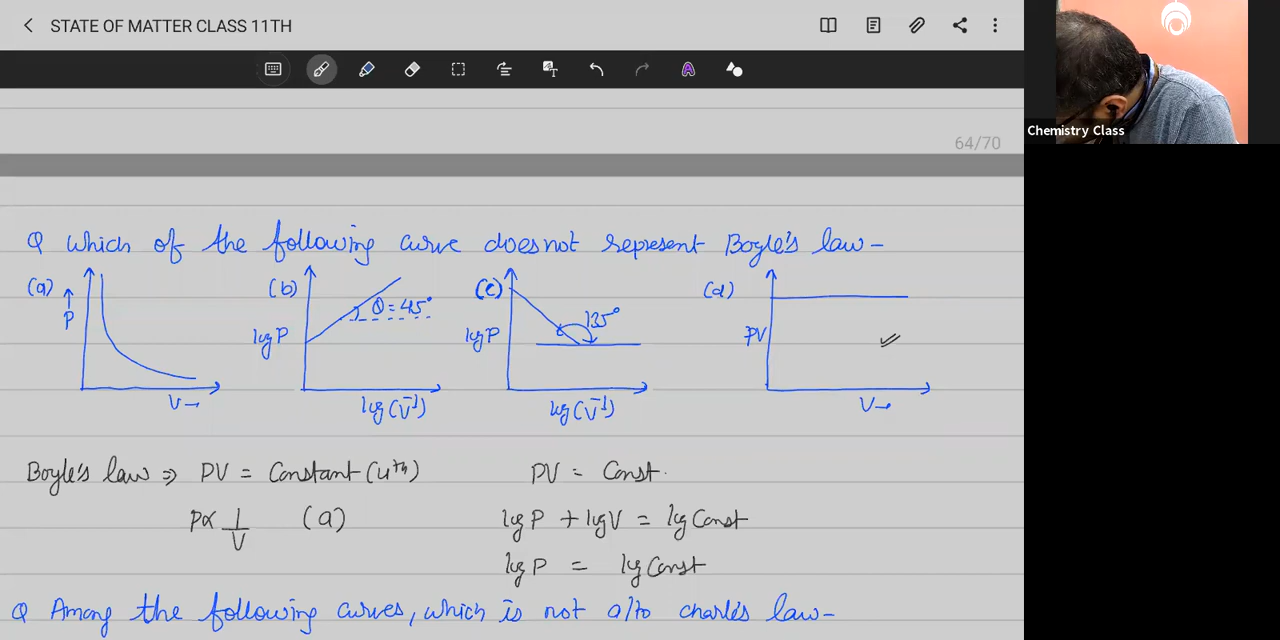 STATE OF MATTER CLASS 11TH
Chemistry Class
64/70
Q Which of the following curve doesnot represent Boyle's law-
(a) (b) (c) (d)
P V→
log P θ = 45° log(V⁻¹)
log P 135° log(V⁻¹)
PV V→
Boyle's law ⇒ PV = Constant (4th)
P∝ 1/V (a)
PV = Const.
log P + log V = log Const
log P = log Const
Q Among the following curves, which is not a/to charle's law-